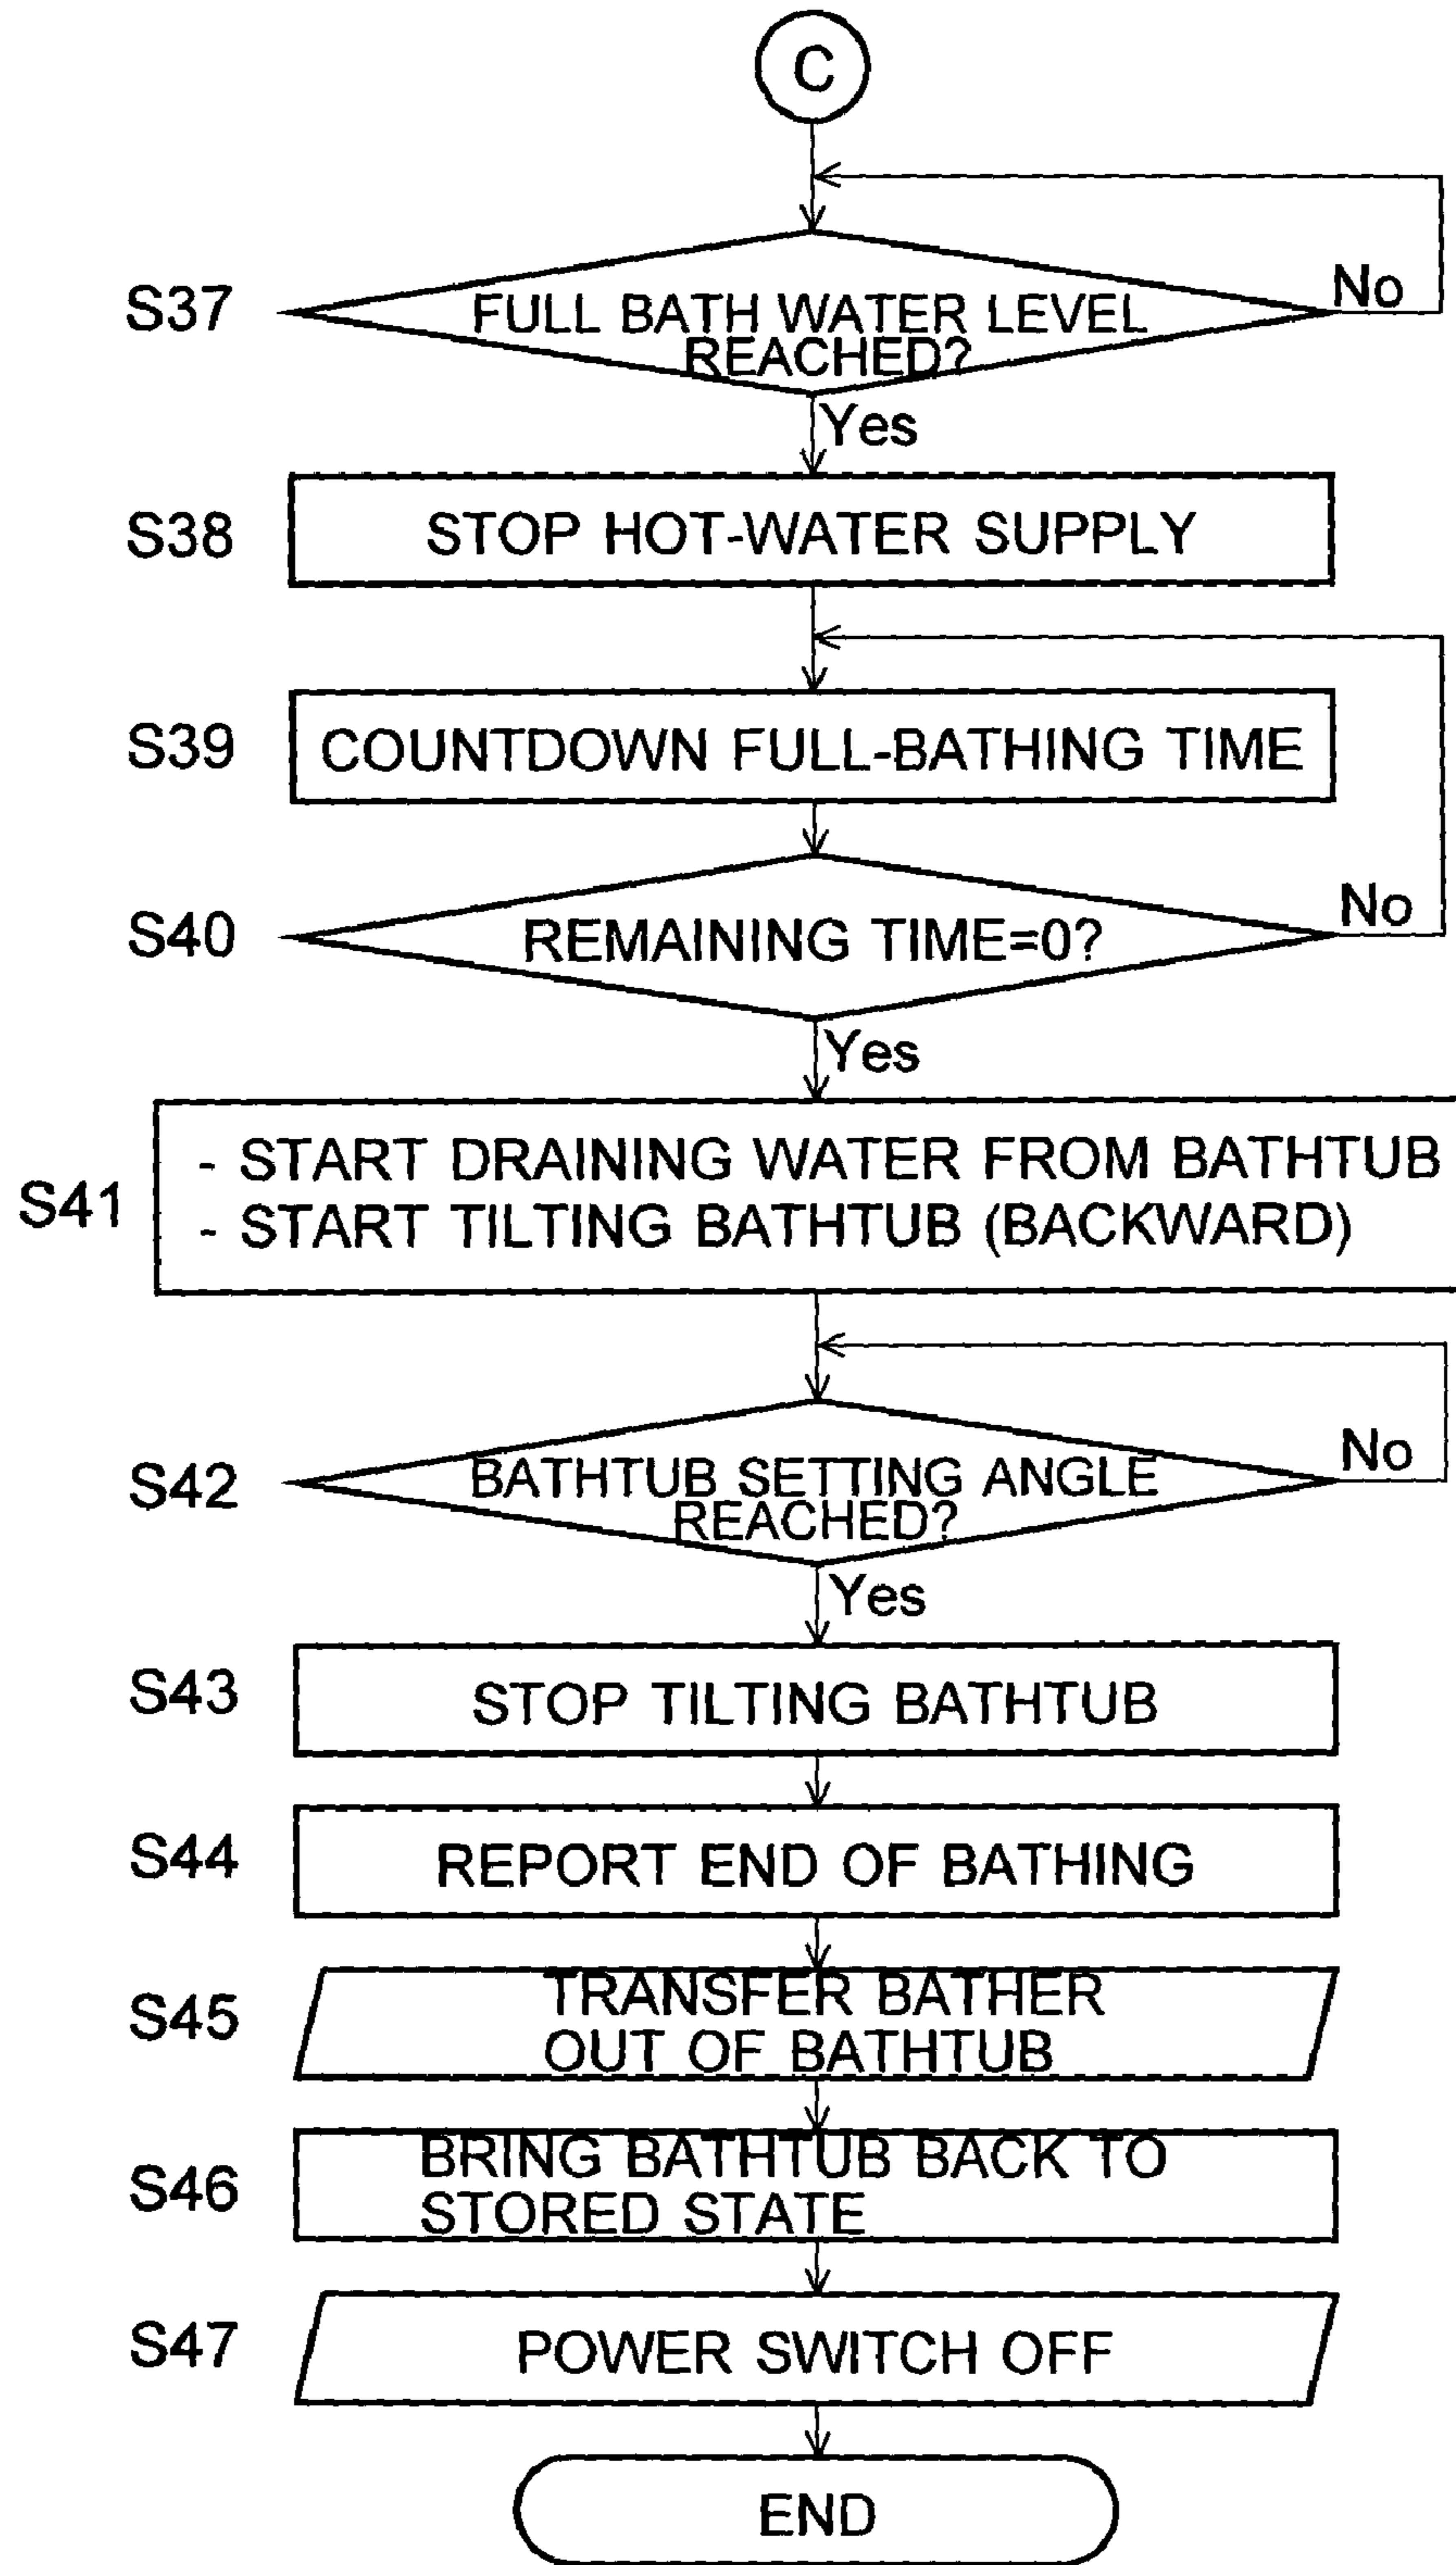 C
S37
FULL BATH WATER LEVEL
REACHED?
No
Yes
S38
STOP HOT-WATER SUPPLY
S39
COUNTDOWN FULL-BATHING TIME
S40
REMAINING TIME=0?
No
Yes
S41
- START DRAINING WATER FROM BATHTUB
- START TILTING BATHTUB (BACKWARD)
S42
BATHTUB SETTING ANGLE
REACHED?
No
Yes
S43
STOP TILTING BATHTUB
S44
REPORT END OF BATHING
S45
TRANSFER BATHER
OUT OF BATHTUB
S46
BRING BATHTUB BACK TO
STORED STATE
S47
POWER SWITCH OFF
END